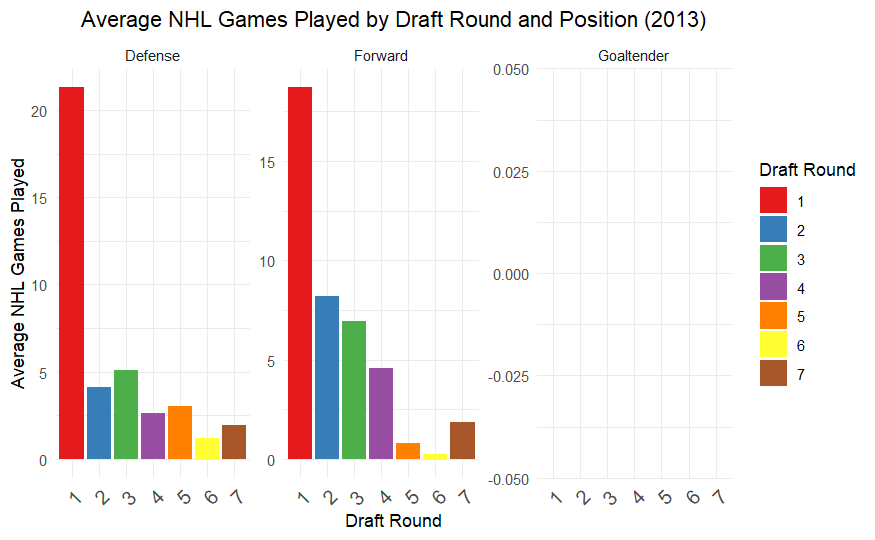 Average NHL Games Played by Draft Round and Position (2013)
Defense
Forward
Goaltender
Average NHL Games Played
20
15
10
5
0
1 2 3 4 5 6 7
15
10
5
0
1 2 3 4 5 6 7
0.050
0.025
0.000
-0.025
-0.050
1 2 3 4 5 6 7
Draft Round
Draft Round
1
2
3
4
5
6
7